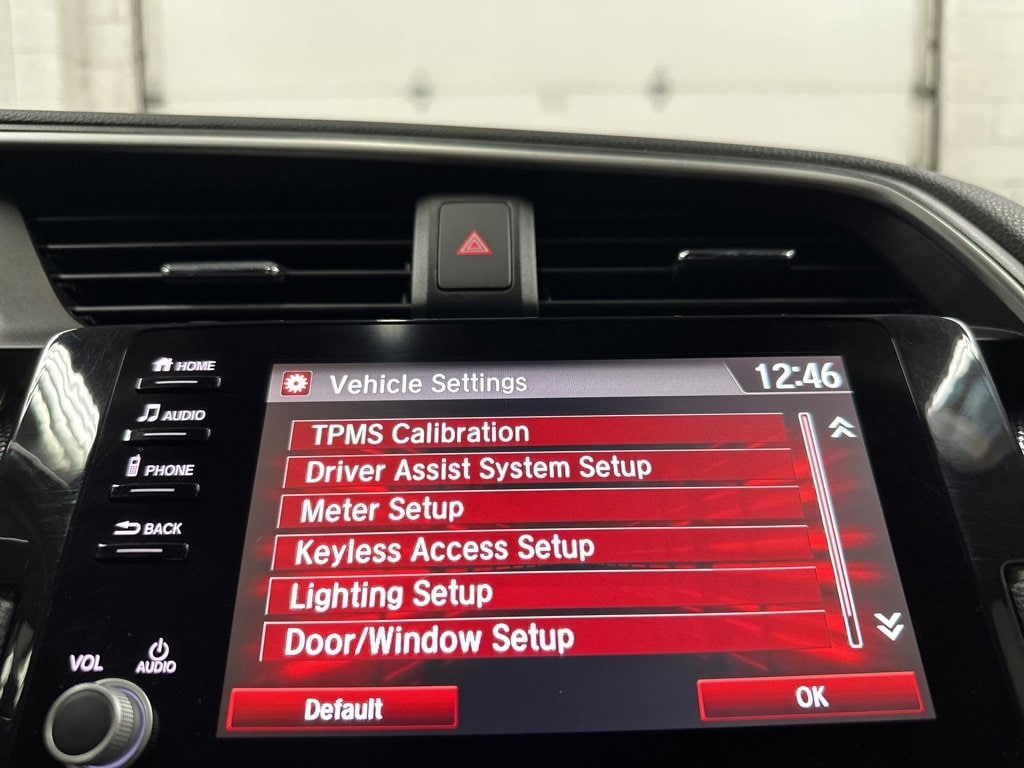 HOME
AUDIO
PHONE
BACK
VOL
AUDIO
Vehicle Settings
12:46
TPMS Calibration
Driver Assist System Setup
Meter Setup
Keyless Access Setup
Lighting Setup
Door/Window Setup
Default
OK